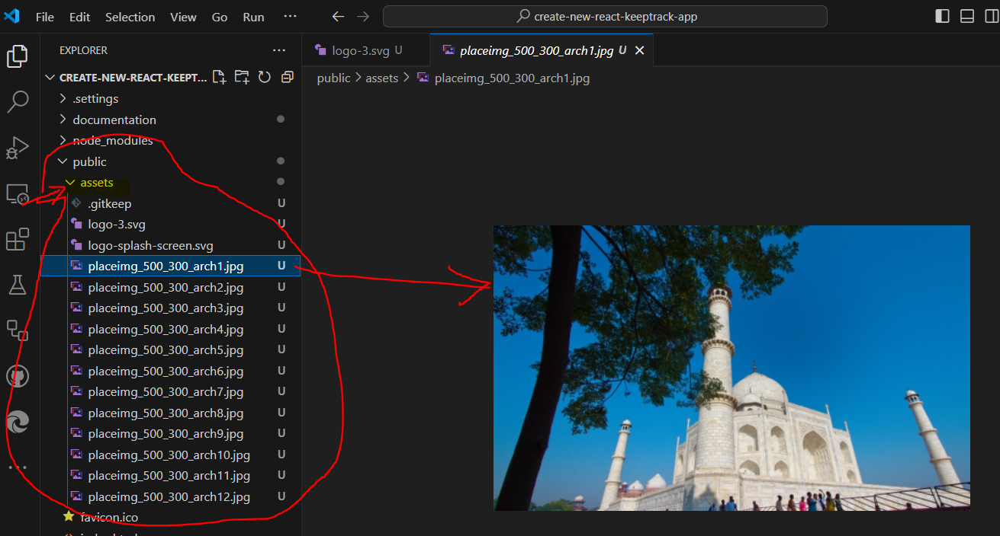 File Edit Selection View Go Run ...
create-new-react-keeptrack-app
EXPLORER ...
CREATE-NEW-REACT-KEEPT...
.settings
documentation
node_modules
public
assets
.gitkeep U
logo-3.svg U
logo-splash-screen.svg U
placeimg_500_300_arch1.jpg U
placeimg_500_300_arch2.jpg U
placeimg_500_300_arch3.jpg U
placeimg_500_300_arch4.jpg U
placeimg_500_300_arch5.jpg U
placeimg_500_300_arch6.jpg U
placeimg_500_300_arch7.jpg U
placeimg_500_300_arch8.jpg U
placeimg_500_300_arch9.jpg U
placeimg_500_300_arch10.jpg U
placeimg_500_300_arch11.jpg U
placeimg_500_300_arch12.jpg U
favicon.ico
logo-3.svg U
placeimg_500_300_arch1.jpg U
public > assets > placeimg_500_300_arch1.jpg